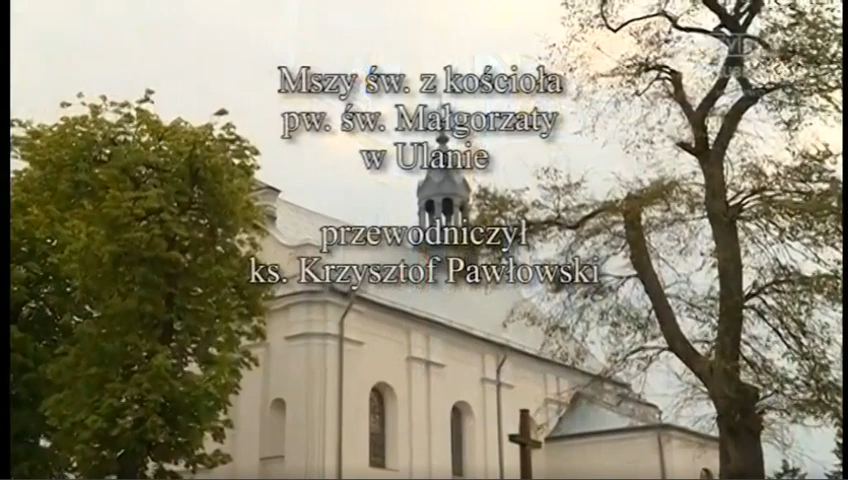 Mszy św. z kościoła
pw. św. Małgorzaty
w Ulanie
przewodniczył
ks. Krzysztof Pawłowski